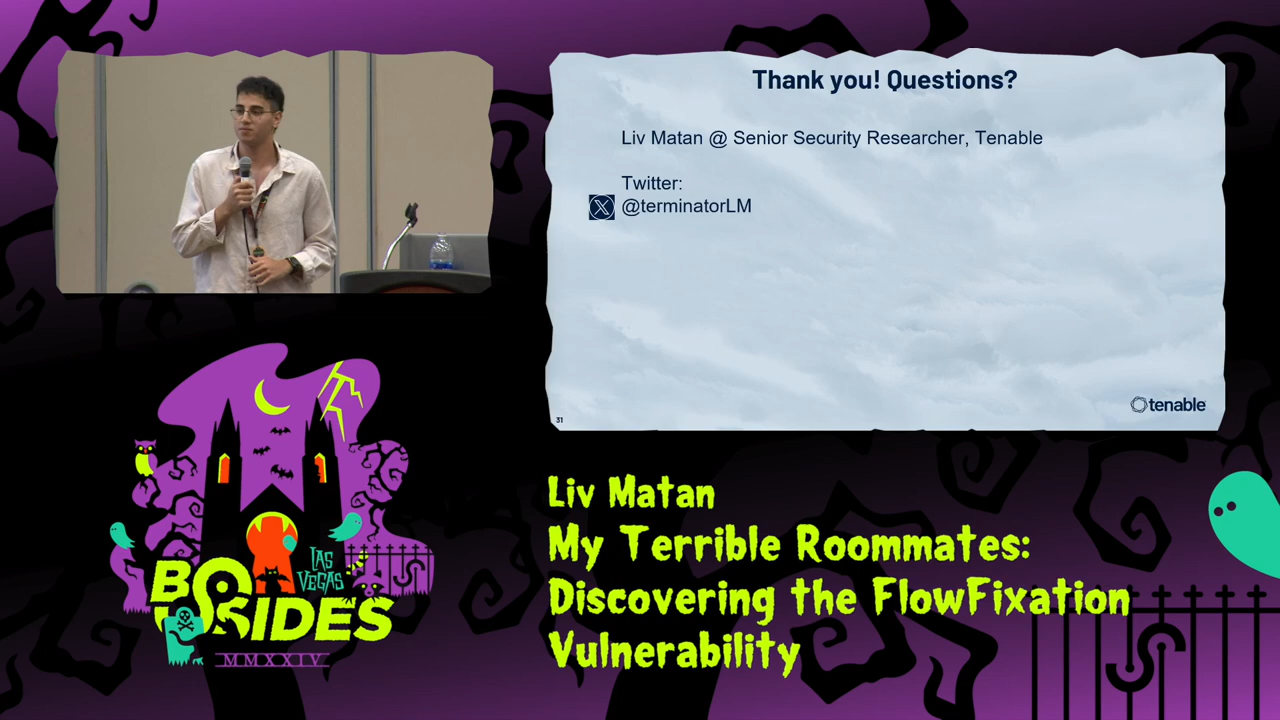 Thank you! Questions?
Liv Matan @ Senior Security Researcher, Tenable
Twitter:
@terminatorLM
31
tenable
LAS
VEGAS
BSIDES
MMXXIV
Liv Matan
My Terrible Roommates:
Discovering the FlowFixation
Vulnerability